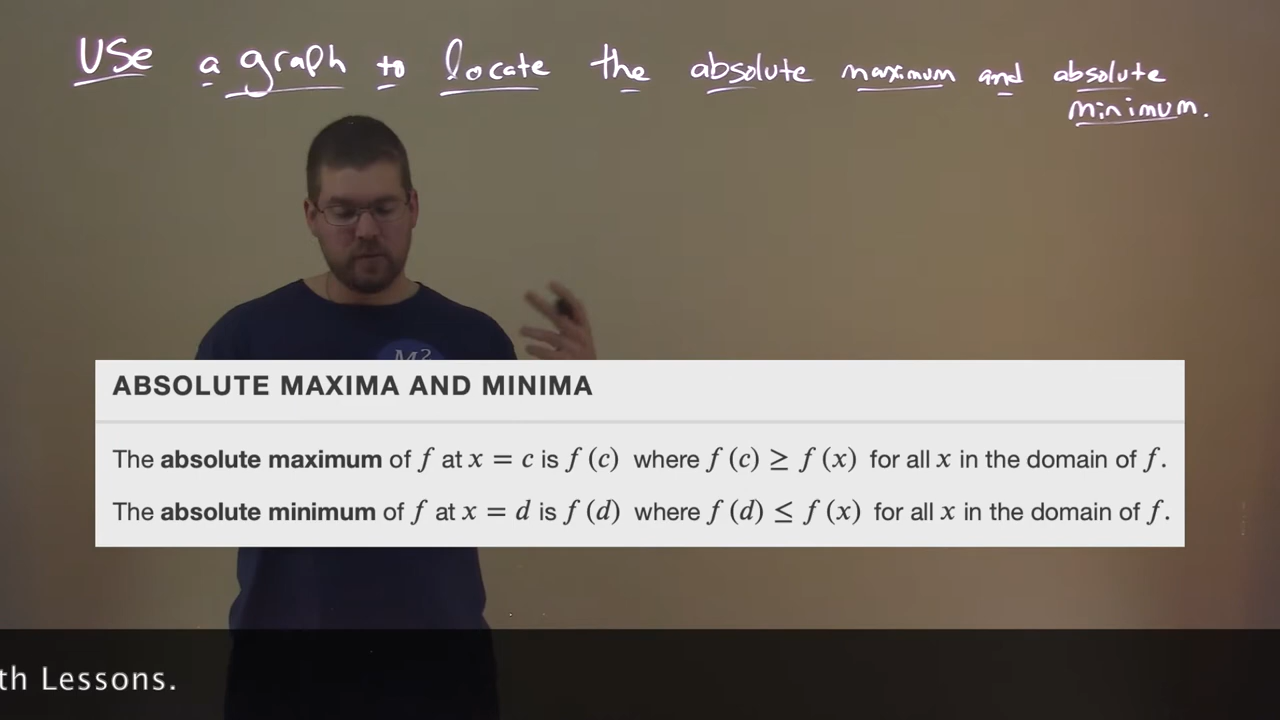 Use a graph to locate the absolute maximum and absolute
minimum.
M²
ABSOLUTE MAXIMA AND MINIMA
The absolute maximum of f at x = c is f (c) where f (c) ≥ f (x) for all x in the domain of f.
The absolute minimum of f at x = d is f (d) where f (d) ≤ f (x) for all x in the domain of f.
th Lessons.